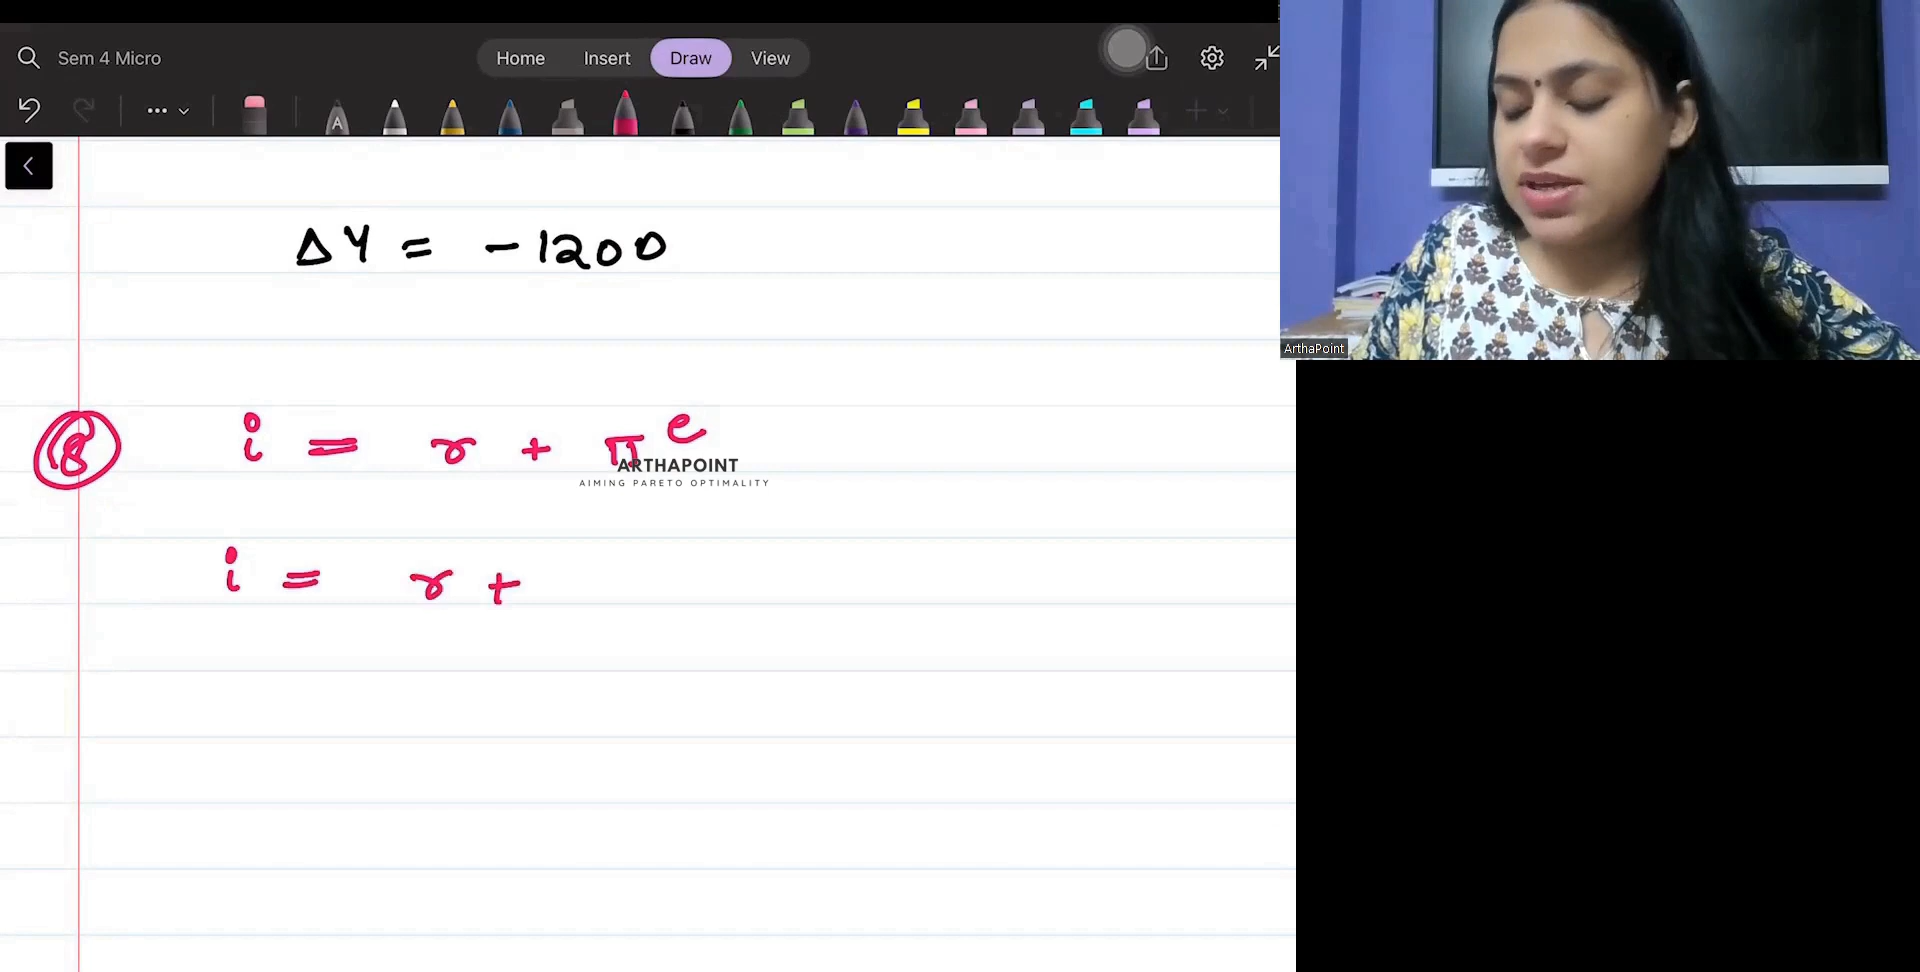 Sem 4 Micro
Home Insert Draw View
A
ΔY = -1200
⑧ i = r + π^e
ARTHAPOINT
AIMING PARETO OPTIMALITY
i = r +
ArthaPoint